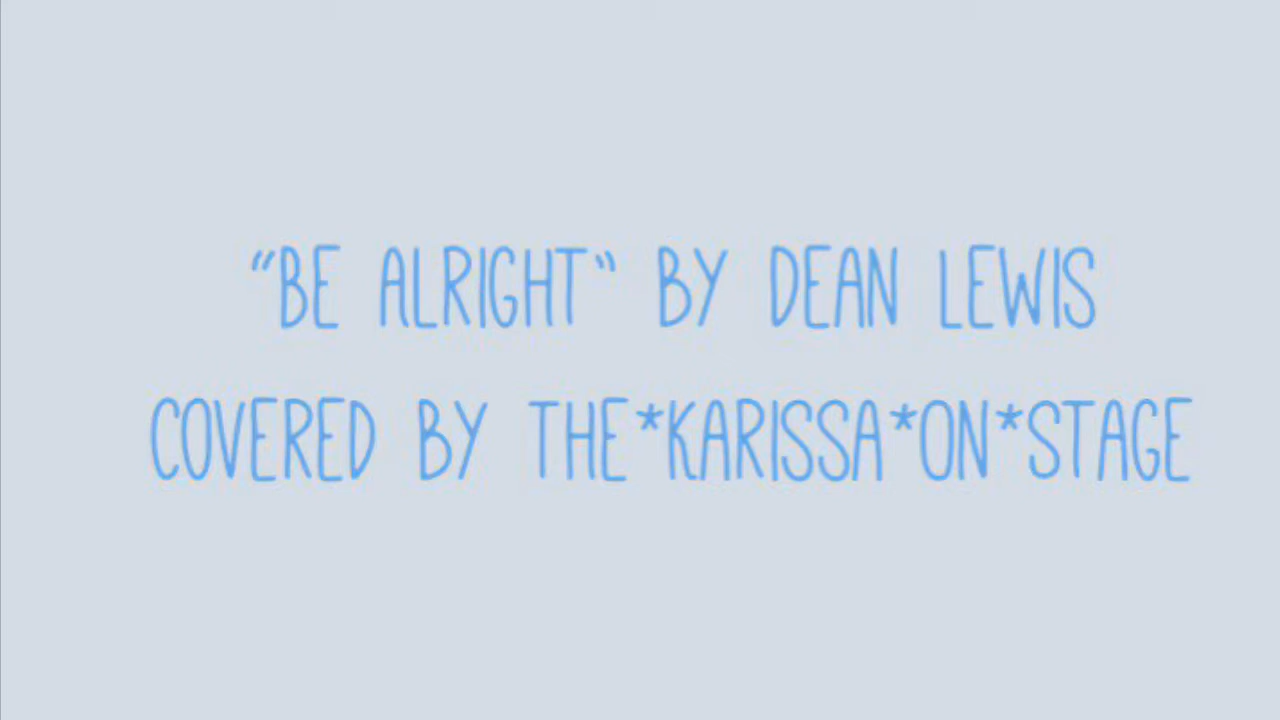 “BE ALRIGHT“ BY DEAN LEWIS
COVERED BY THE*KARISSA*ON*STAGE